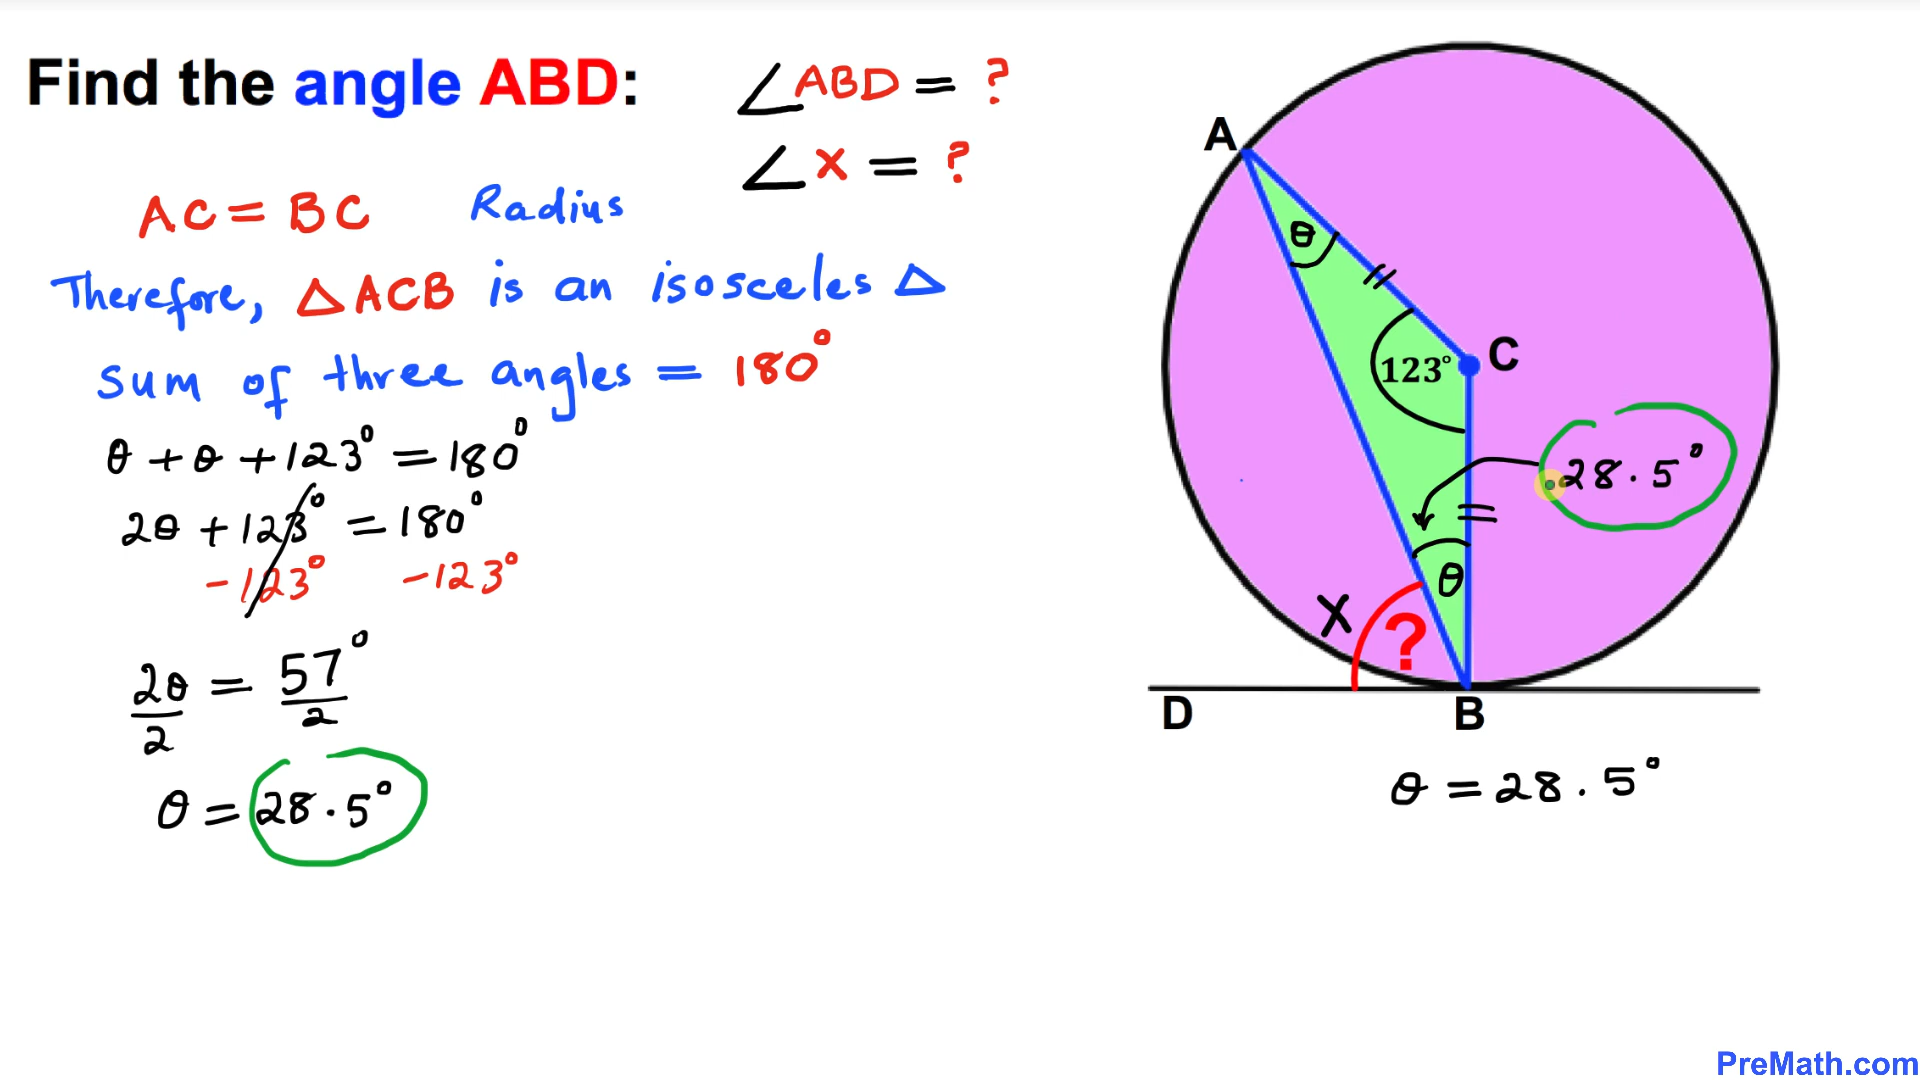 Find the angle ABD:
∠ABD = ?
∠x = ?
AC = BC Radius
Therefore, △ACB is an isosceles △
sum of three angles = 180°
θ + θ + 123° = 180°
2θ + 123° = 180°
-123° -123°
2θ/2 = 57°/2
θ = 28.5°
A
θ
123°
C
28.5°
θ
X
?
D
B
θ = 28.5°
PreMath.com